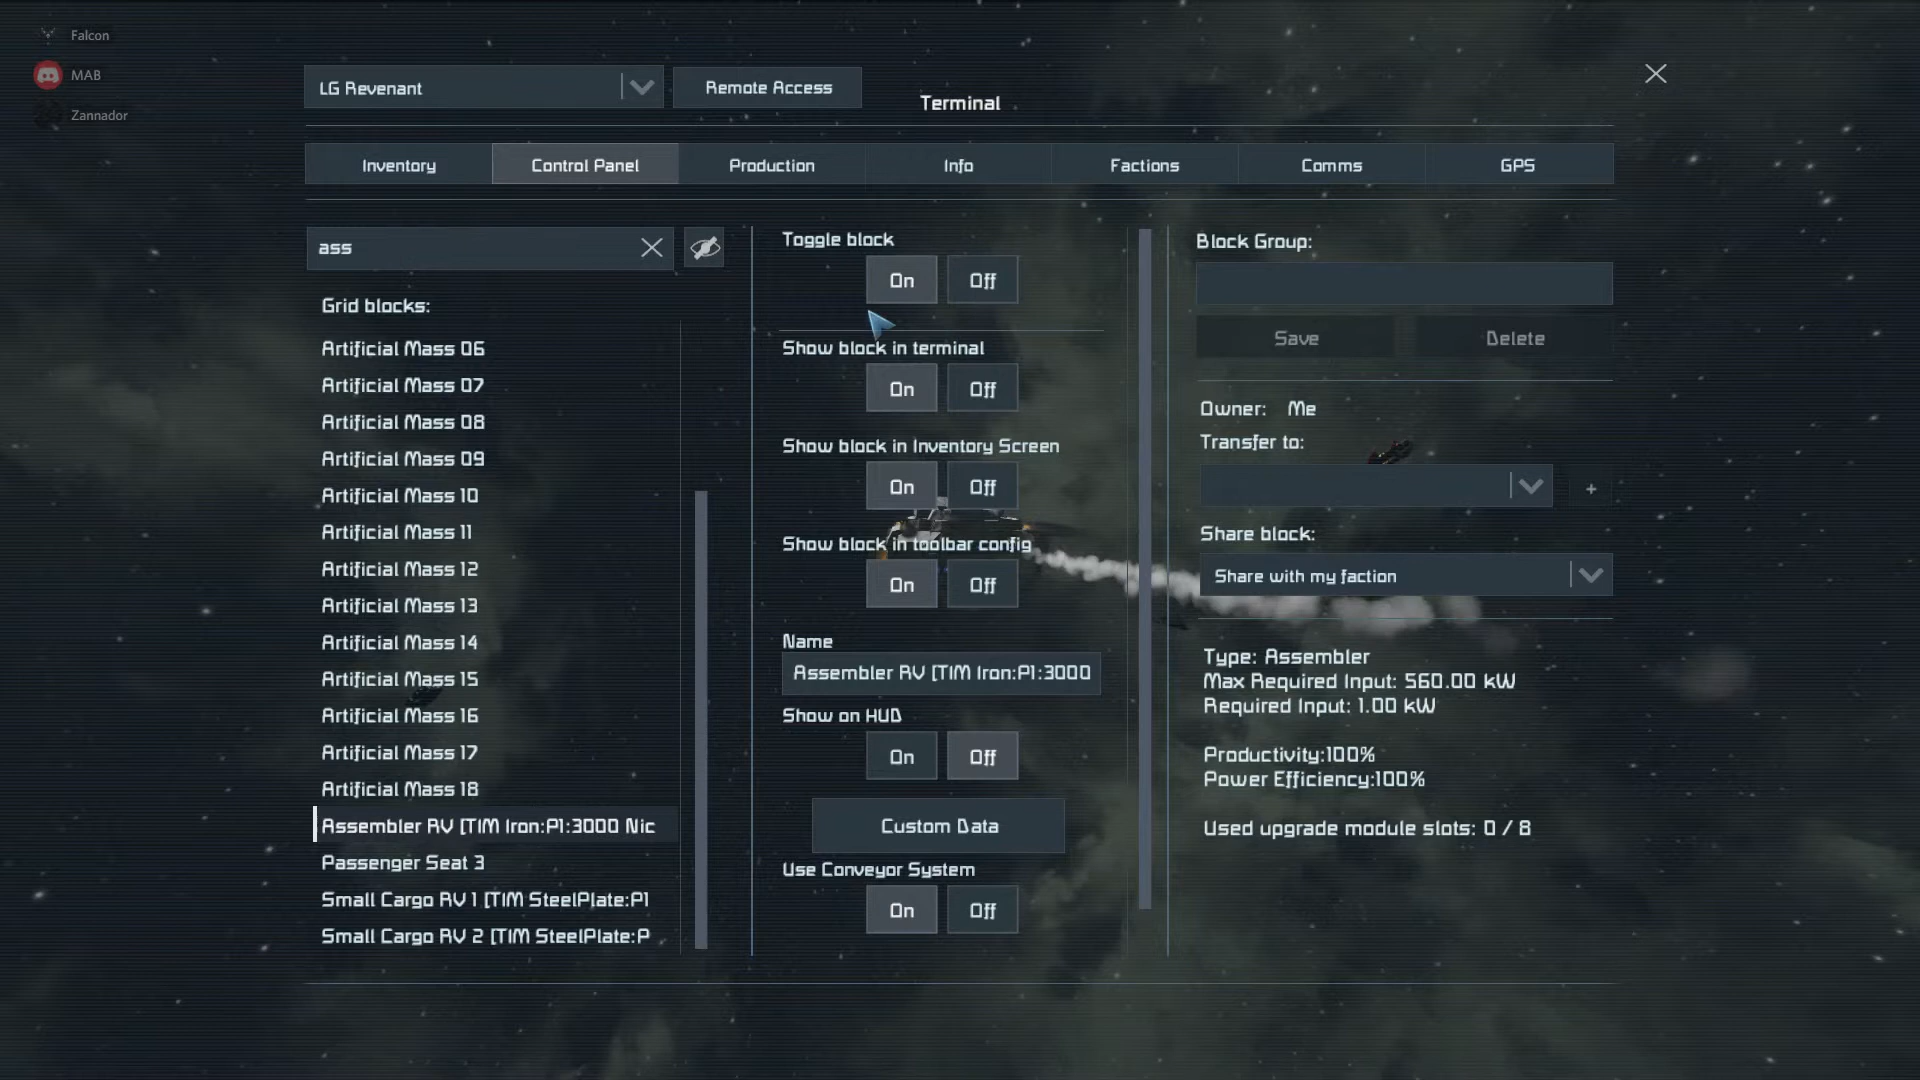 Falcon
MAB
Zannador
LG Revenant
Remote Access
Terminal
Inventory
Control Panel
Production
Info
Factions
Comms
GPS
ass
Grid blocks:
Artificial Mass 06
Artificial Mass 07
Artificial Mass 08
Artificial Mass 09
Artificial Mass 10
Artificial Mass 11
Artificial Mass 12
Artificial Mass 13
Artificial Mass 14
Artificial Mass 15
Artificial Mass 16
Artificial Mass 17
Artificial Mass 18
Assembler RV [TIM Iron:P1:3000 Nic
Passenger Seat 3
Small Cargo RV 1 [TIM SteelPlate:P1
Small Cargo RV 2 [TIM SteelPlate:P
Toggle block
On Off
Show block in terminal
On Off
Show block in Inventory Screen
On Off
Show block in toolbar config
On Off
Name
Assembler RV [TIM Iron:P1:3000
Show on HUD
On Off
Custom Data
Use Conveyor System
On Off
Block Group:
Save
Delete
Owner: Me
Transfer to:
+
Share block:
Share with my faction
Type: Assembler
Max Required Input: 560.00 kW
Required Input: 1.00 kW
Productivity:100%
Power Efficiency:100%
Used upgrade module slots: 0 / 8